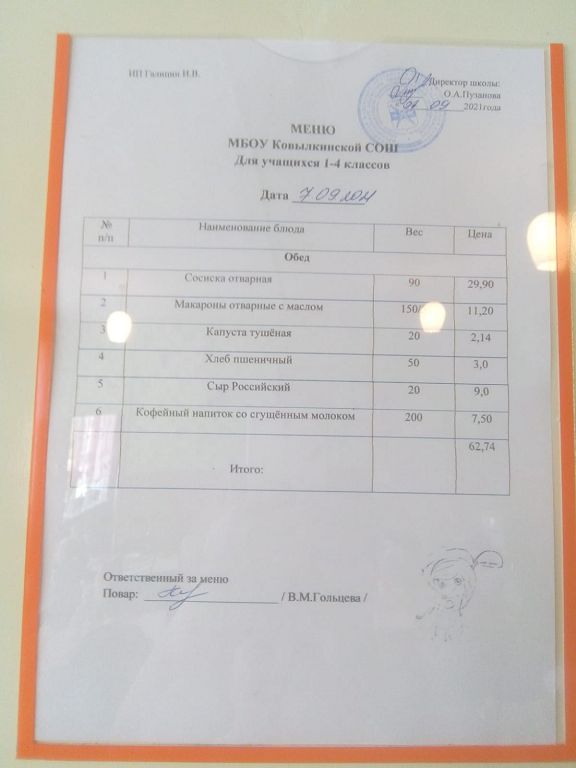 ИП Галицин И.В.
Директор школы:
О.А.Пузанова
09 2021года
МЕНЮ
МБОУ Ковылкинской СОШ
Для учащихся 1-4 классов
Дата 7.09.2021
№ п/п Наименование блюда Вес Цена
Обед
1 Сосиска отварная 90 29,90
2 Макароны отварные с маслом 150/ 11,20
3 Капуста тушёная 20 2,14
4 Хлеб пшеничный 50 3,0
5 Сыр Российский 20 9,0
6 Кофейный напиток со сгущённым молоком 200 7,50
Итого: 62,74
Ответственный за меню
Повар: / В.М.Гольцева /